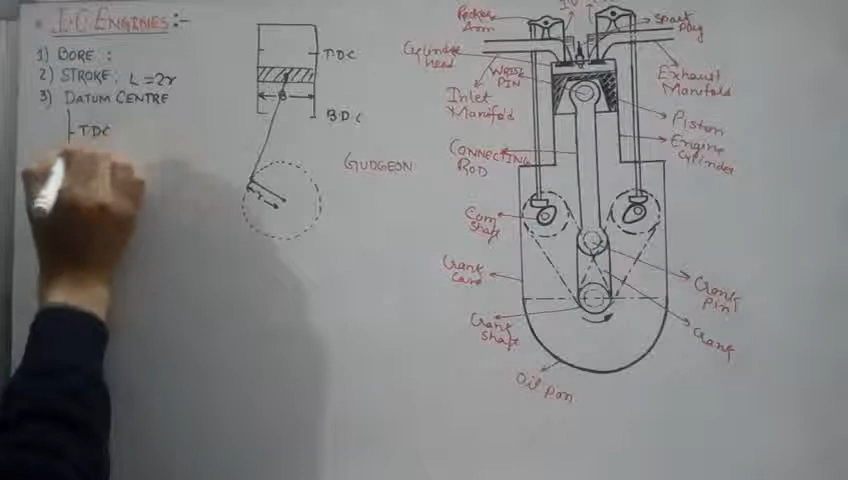 I.C ENGINES:-
1) BORE :
2) STROKE: L=2r
3) DATUM CENTRE
TDC
TDC
B
BDC
r
GUDGEON
Rocker Arm
IV
Spark Plug
Cylinder Head
WRIST PIN
Inlet Manifold
Exhaust Manifold
Piston
Engine Cylinder
CONNECTING ROD
Cam Shaft
Crank Case
Crank Pin
Crank Shaft
Crank
Oil Pan